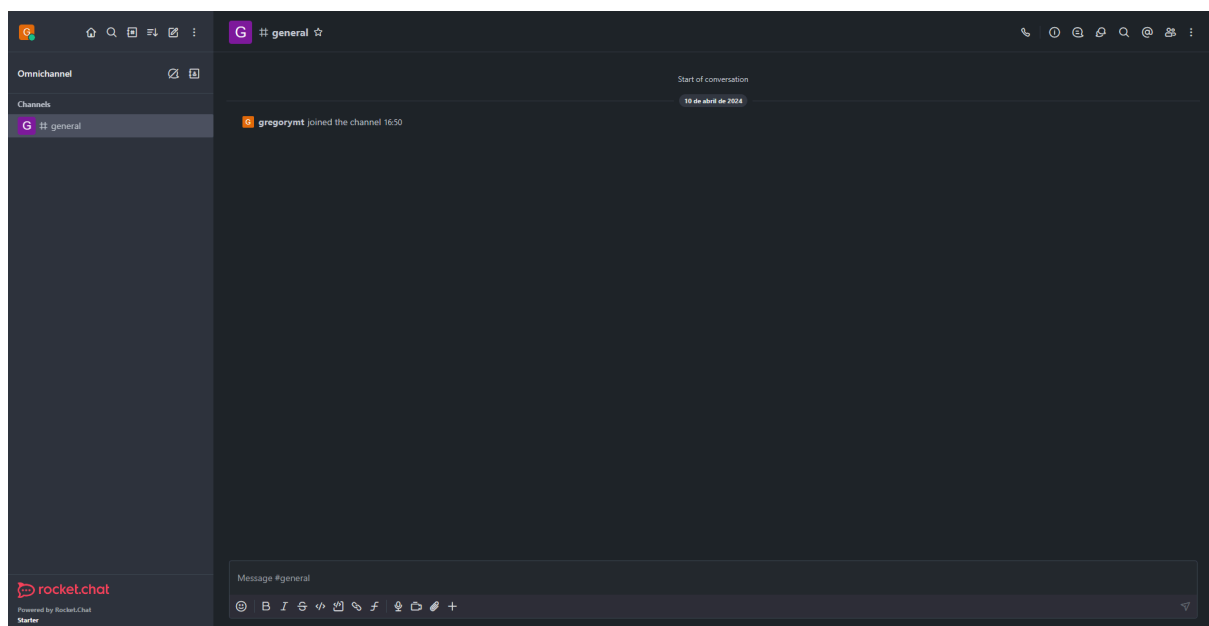 G
G # general
Omnichannel
Channels
G # general
Start of conversation
10 de abril de 2024
G gregorymt joined the channel 16:50
Message #general
B I S </> f +
rocket.chat
Powered by Rocket.Chat
Starter